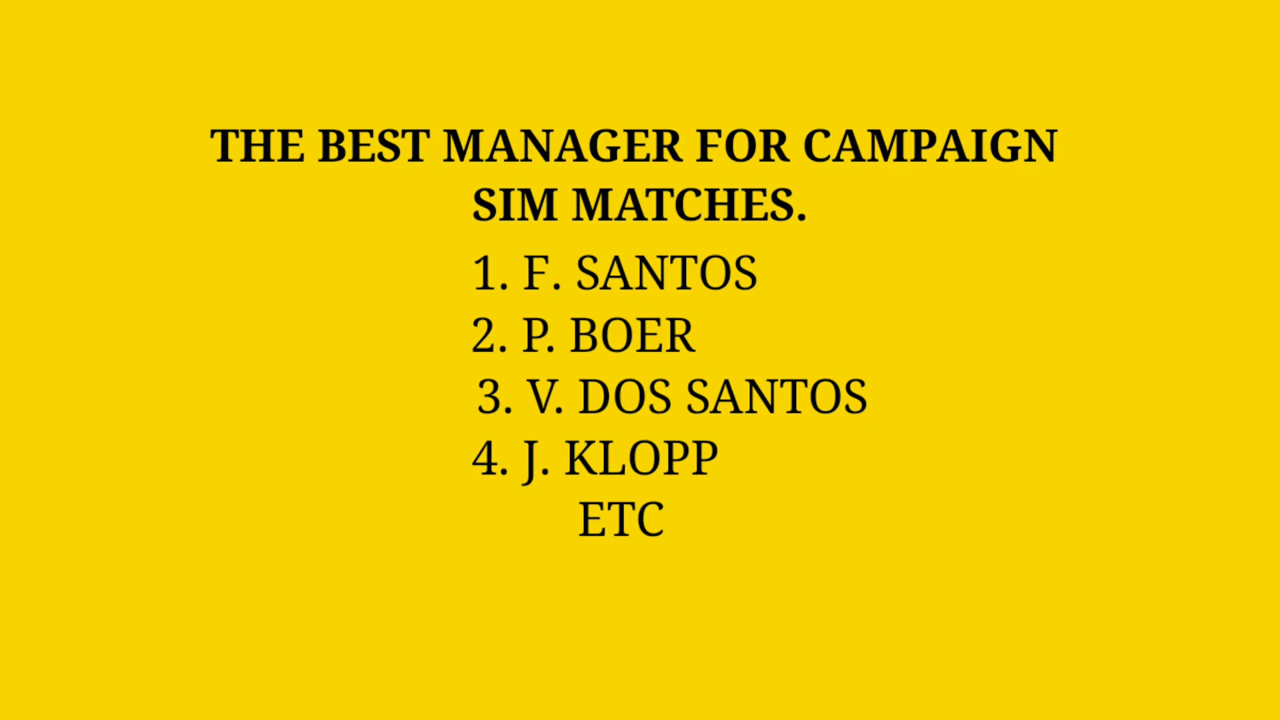 THE BEST MANAGER FOR CAMPAIGN
SIM MATCHES.
1. F. SANTOS
2. P. BOER
3. V. DOS SANTOS
4. J. KLOPP
ETC